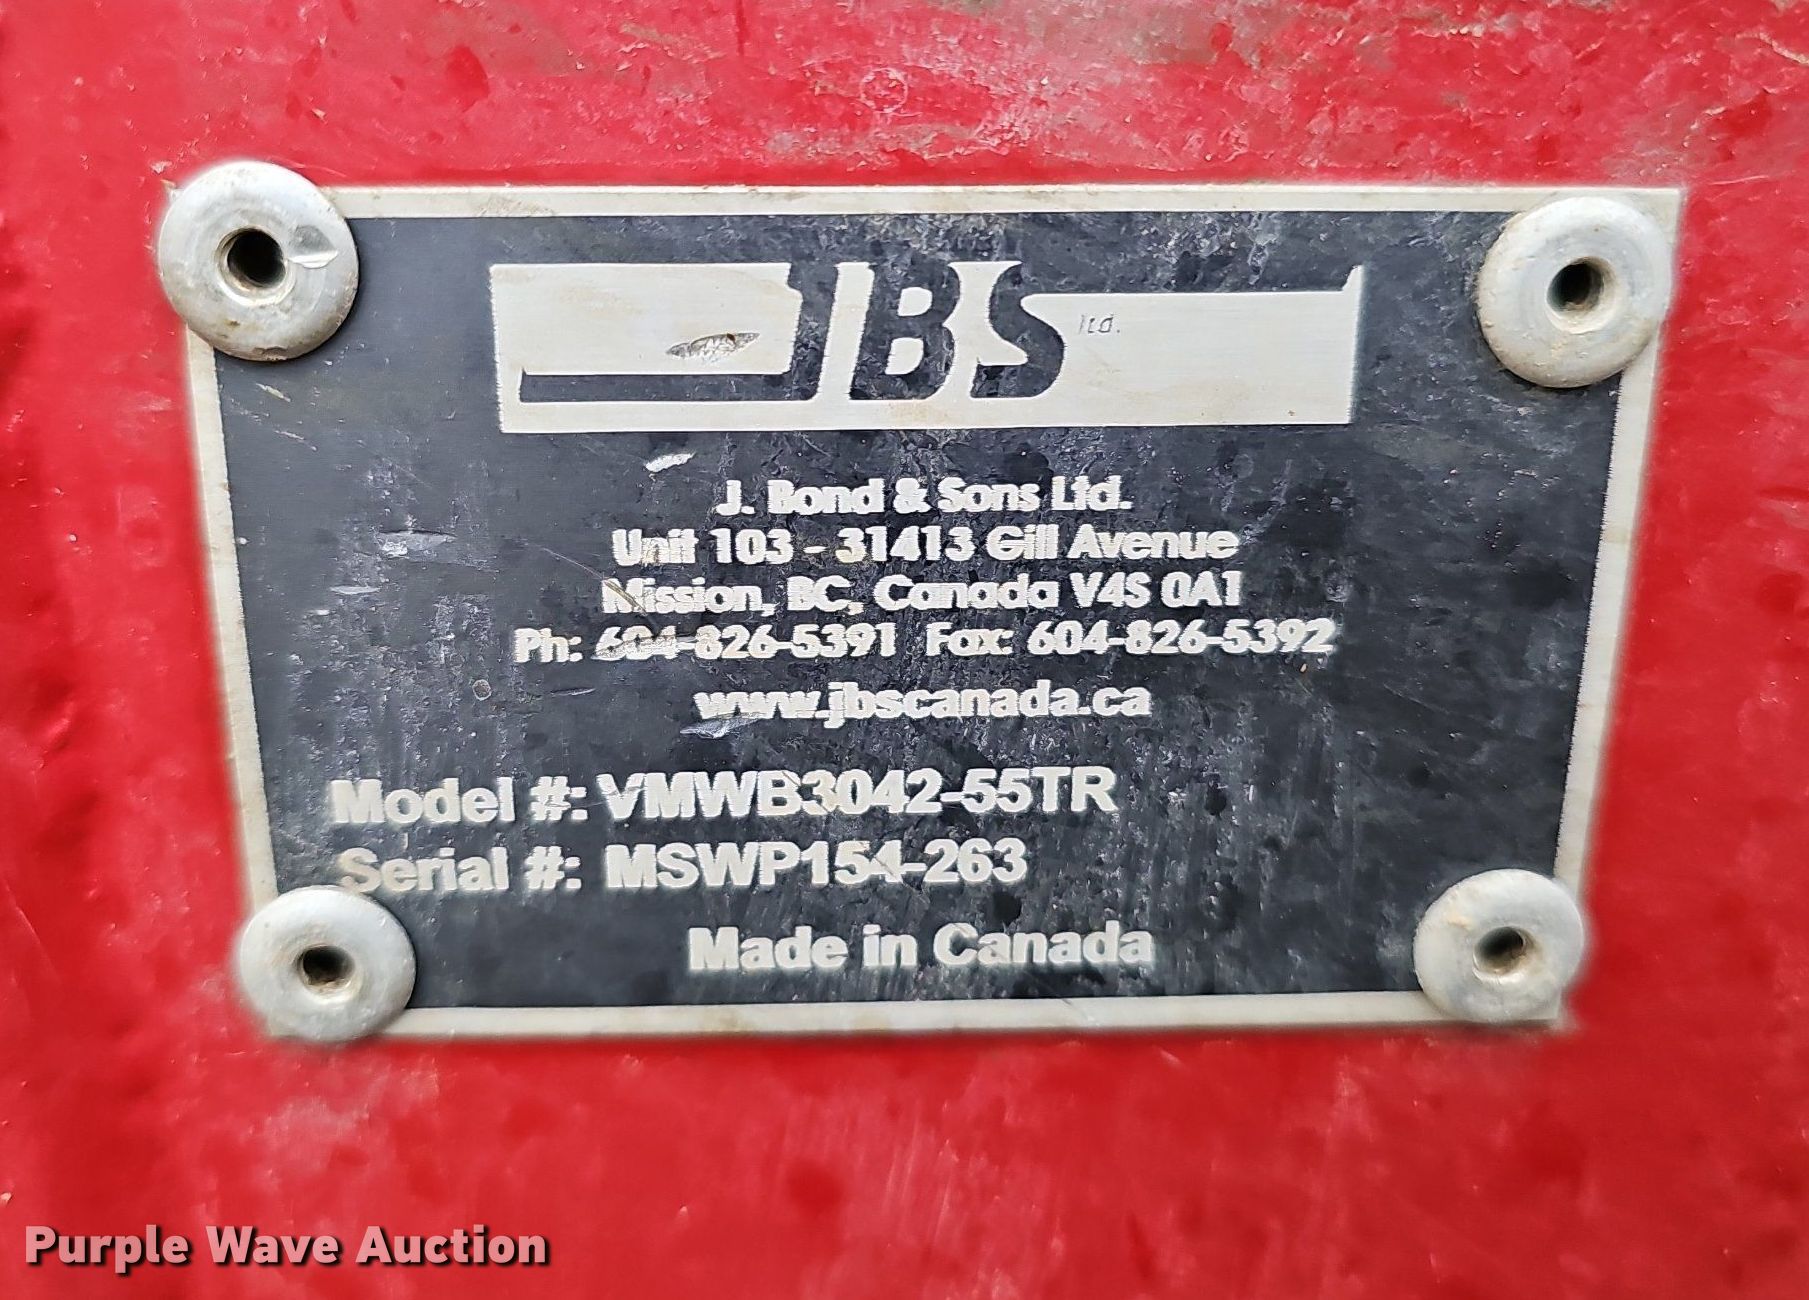 JBS ltd.
J. Bond & Sons Ltd.
Unit 103 - 31413 Gill Avenue
Mission, BC, Canada V4S 0A1
Ph: 604-826-5391 Fax: 604-826-5392
www.jbscanada.ca
Model #: VMWB3042-55TR
Serial #: MSWP154-263
Made in Canada
Purple Wave Auction